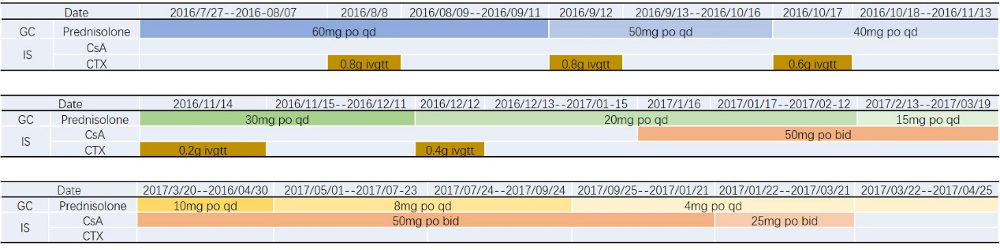 Date 2016/7/27--2016-08/07 2016/8/8 2016/08/09--2016/09/11 2016/9/12 2016/9/13--2016/10/16 2016/10/17 2016/10/18--2016/11/13
GC Prednisolone 60mg po qd 50mg po qd 40mg po qd
IS CsA
CTX 0.8g ivgtt 0.8g ivgtt 0.6g ivgtt
Date 2016/11/14 2016/11/15--2016/12/11 2016/12/12 2016/12/13--2017/01-15 2017/1/16 2017/01/17--2017/02-12 2017/2/13--2017/03/19
GC Prednisolone 30mg po qd 20mg po qd 15mg po qd
IS CsA 50mg po bid
CTX 0.2g ivgtt 0.4g ivgtt
Date 2017/3/20--2016/04/30 2017/05/01--2017/07-23 2017/07/24--2017/09/24 2017/09/25--2017/01/21 2017/01/22--2017/03/21 2017/03/22--2017/04/25
GC Prednisolone 10mg po qd 8mg po qd 4mg po qd
IS CsA 50mg po bid 25mg po bid
CTX